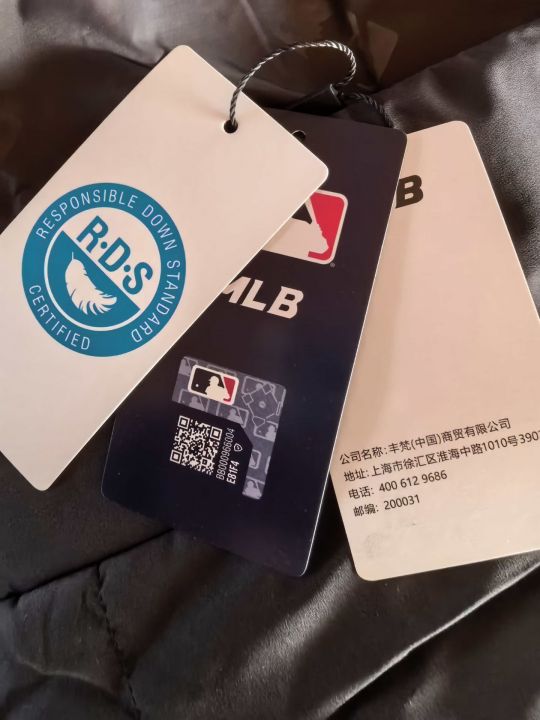 RESPONSIBLE DOWN STANDARD
R·D·S
CERTIFIED
MLB
BB0009866004
E81F4
B
公司名称: 丰梵(中国)商贸有限公司
地址: 上海市徐汇区淮海中路1010号390
电话: 400 612 9686
邮编: 200031